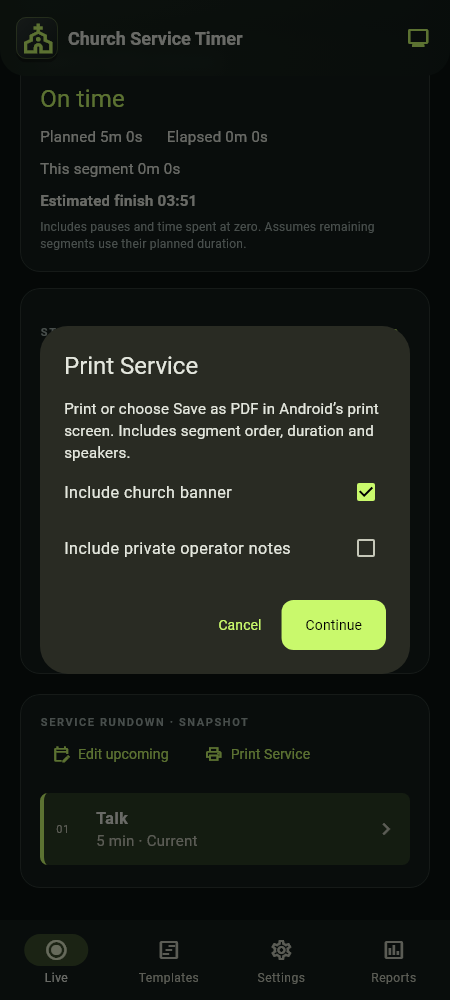 Church Service Timer
On time
Planned 5m 0s Elapsed 0m 0s
This segment 0m 0s
Estimated finish 03:51
Includes pauses and time spent at zero. Assumes remaining
segments use their planned duration.
Print Service
Print or choose Save as PDF in Android’s print
screen. Includes segment order, duration and
speakers.
Include church banner
Include private operator notes
Cancel Continue
SERVICE RUNDOWN · SNAPSHOT
Edit upcoming Print Service
01
Talk
5 min · Current
Live Templates Settings Reports